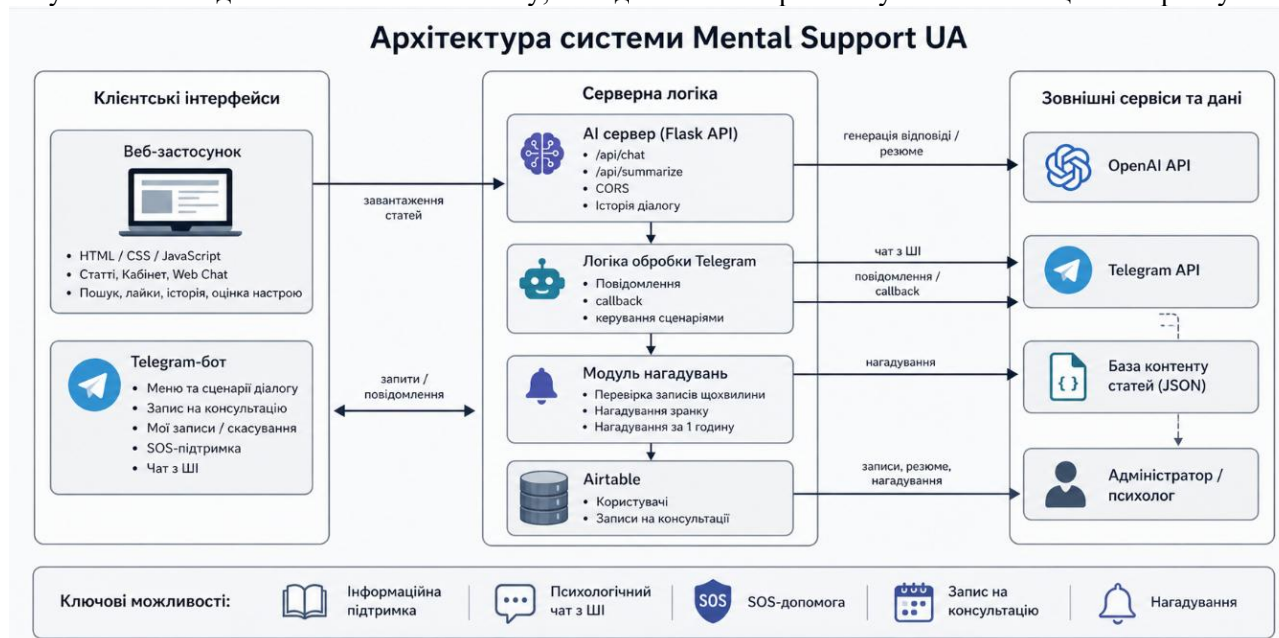 Архітектура системи Mental Support UA
Клієнтські інтерфейси
Веб-застосунок
• HTML / CSS / JavaScript
• Статті, Кабінет, Web Chat
• Пошук, лайки, історія, оцінка настрою
Telegram-бот
• Меню та сценарії діалогу
• Запис на консультацію
• Мої записи / скасування
• SOS-підтримка
• Чат з ШІ
завантаження
статей
запити /
повідомлення
Серверна логіка
AI сервер (Flask API)
• /api/chat
• /api/summarize
• CORS
• Історія діалогу
Логіка обробки Telegram
• Повідомлення
• callback
• керування сценаріями
Модуль нагадувань
• Перевірка записів щохвилини
• Нагадування зранку
• Нагадування за 1 годину
Airtable
• Користувачі
• Записи на консультації
генерація відповіді /
резюме
чат з ШІ
повідомлення /
callback
нагадування
записи, резюме,
нагадування
Зовнішні сервіси та дані
OpenAI API
Telegram API
База контенту
статей (JSON)
Адміністратор /
психолог
Ключові можливості:
Інформаційна
підтримка
Психологічний
чат з ШІ
SOS
SOS-допомога
Запис на
консультацію
Нагадування